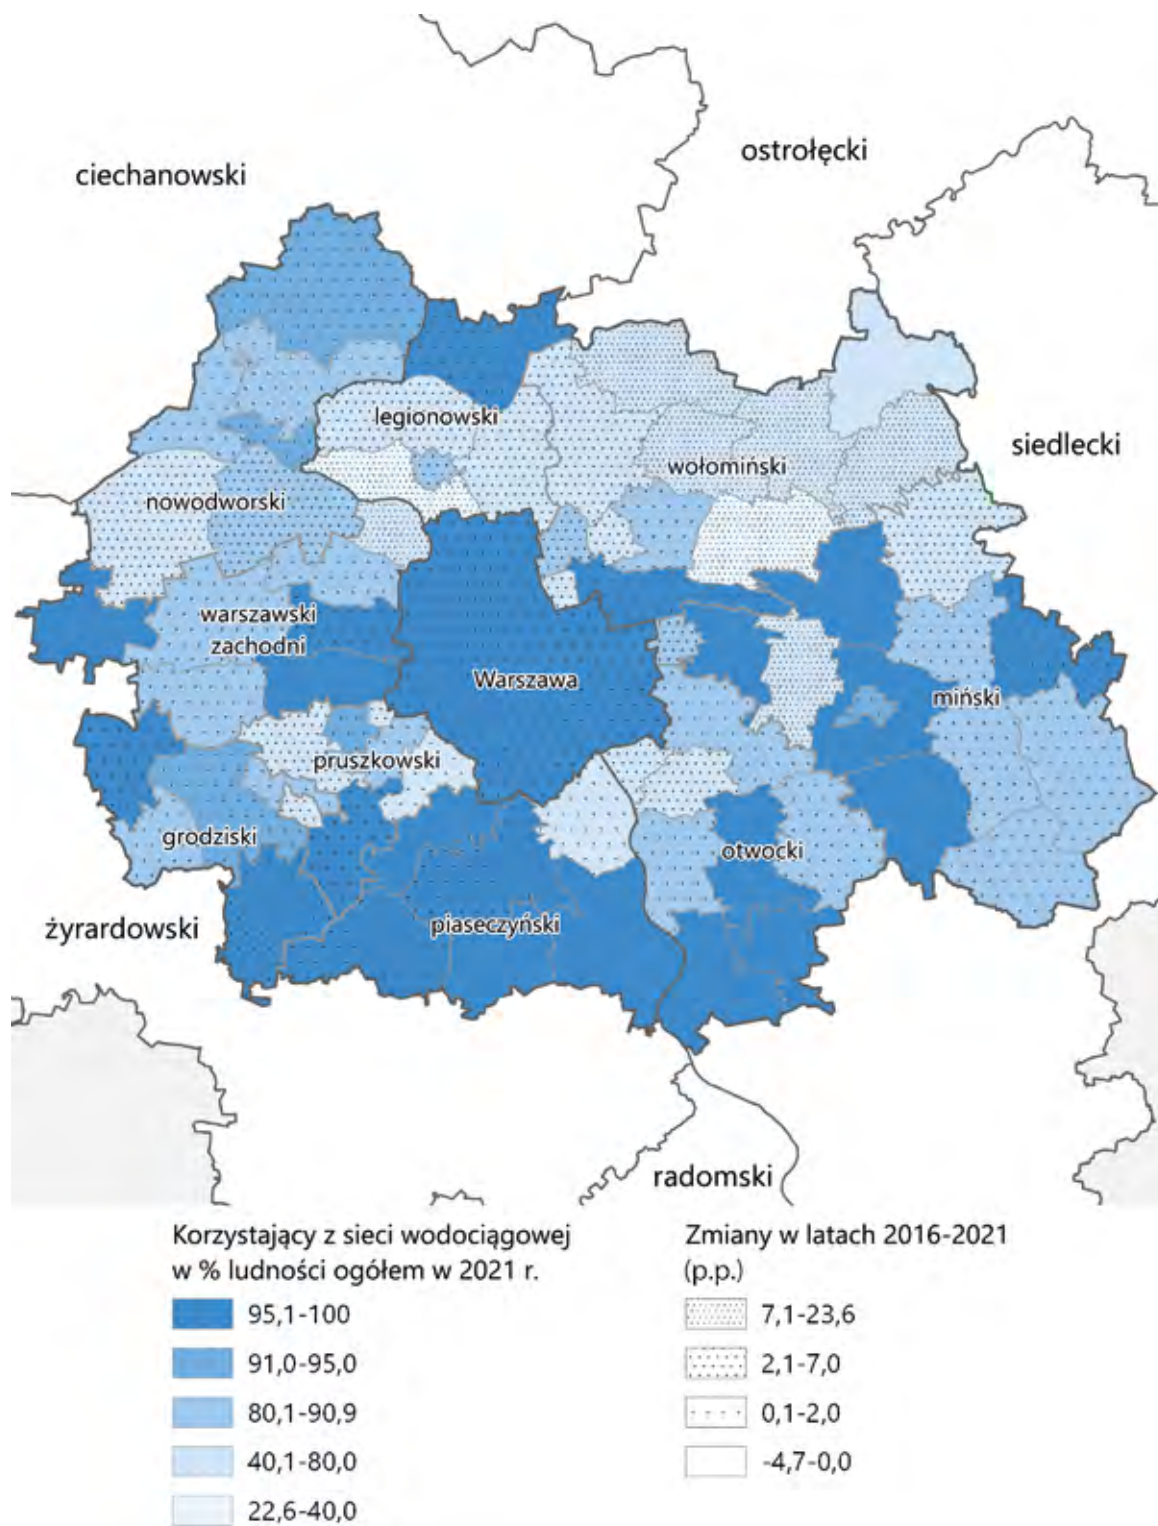 ostrołęcki
ciechanowski
legionowski
siedlecki
wołomiński
nowodworski
warszawski
zachodni
Warszawa
miński
pruszkowski
grodziski
otwocki
żyrardowski
piaseczyński
radomski
Korzystający z sieci wodociągowej
w % ludności ogółem w 2021 r.
95,1-100
91,0-95,0
80,1-90,9
40,1-80,0
22,6-40,0
Zmiany w latach 2016-2021
(p.p.)
7,1-23,6
2,1-7,0
0,1-2,0
-4,7-0,0